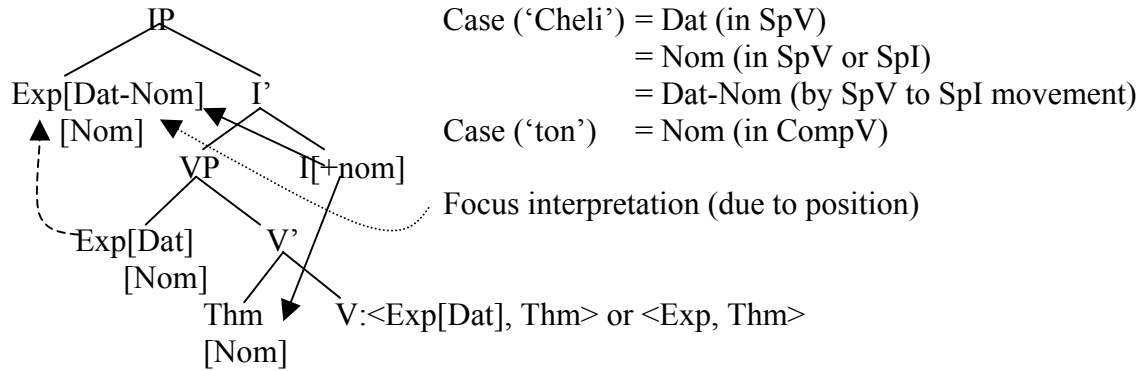 IP Case (‘Cheli’) = Dat (in SpV)
= Nom (in SpV or SpI)
Exp[Dat-Nom] I’ = Dat-Nom (by SpV to SpI movement)
[Nom] Case (‘ton’) = Nom (in CompV)
VP I[+nom]
Focus interpretation (due to position)
Exp[Dat] V’
[Nom]
Thm V:<Exp[Dat], Thm> or <Exp, Thm>
[Nom]